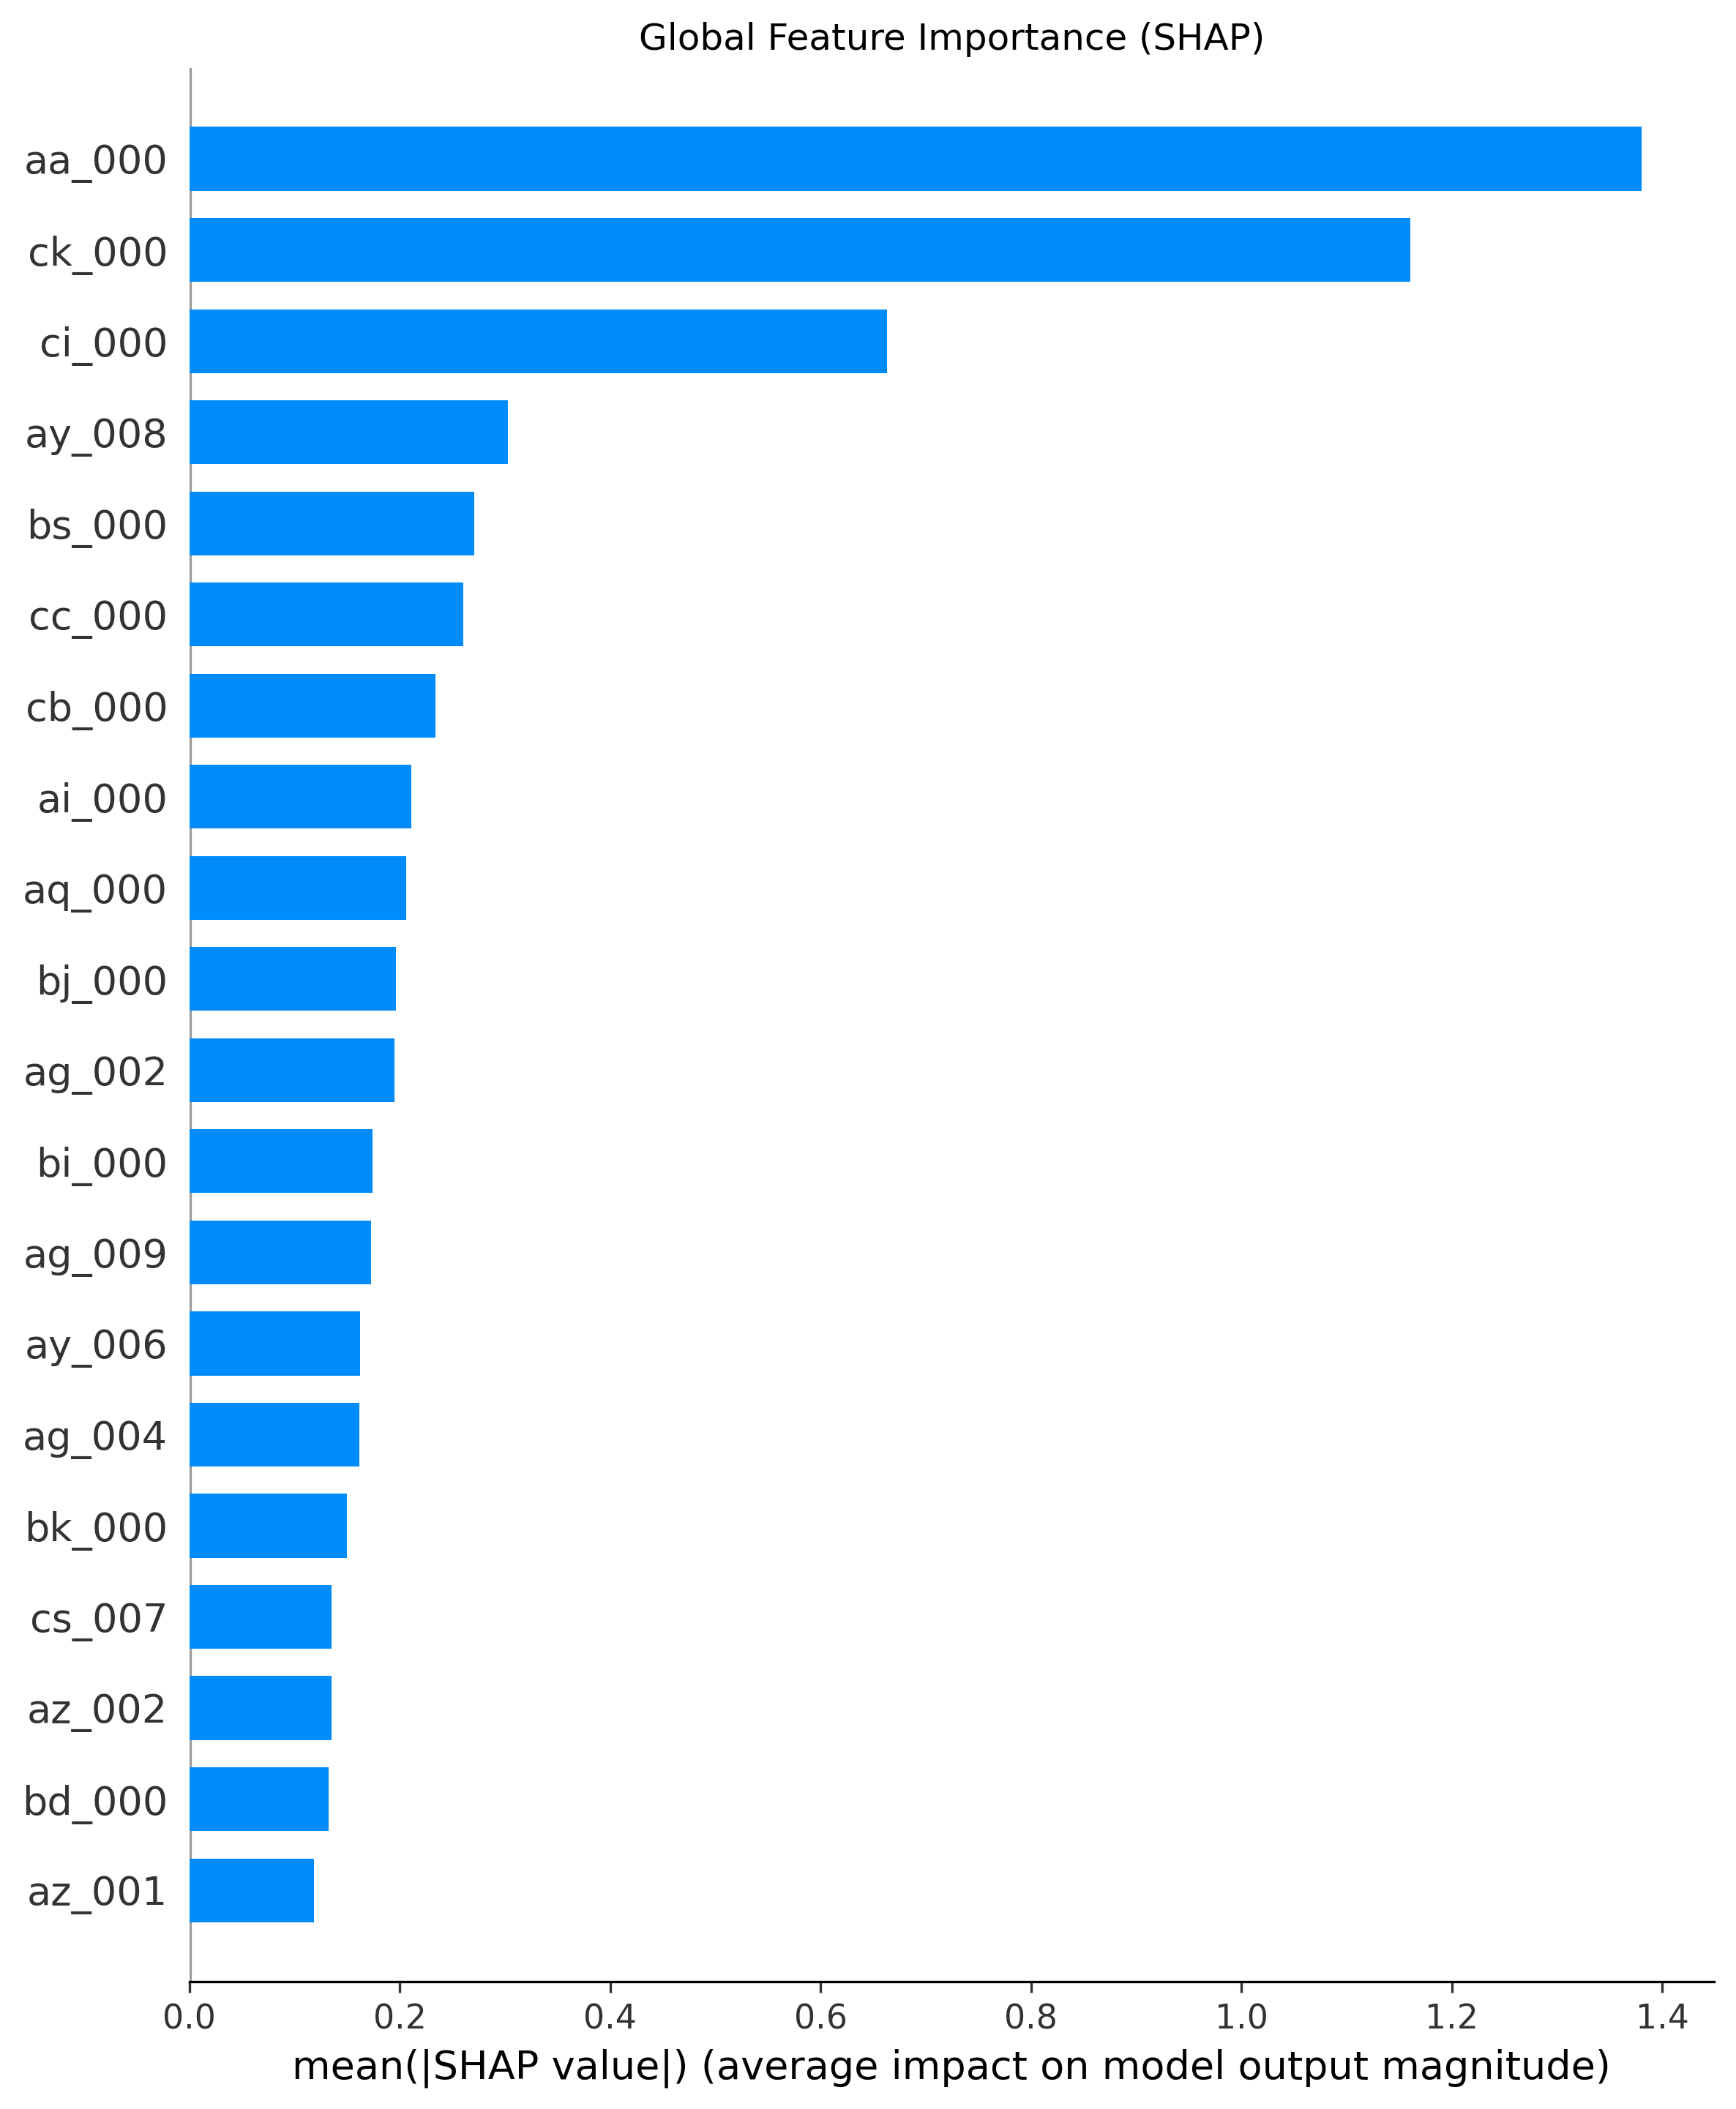 Global Feature Importance (SHAP)
aa_000
ck_000
ci_000
ay_008
bs_000
cc_000
cb_000
ai_000
aq_000
bj_000
ag_002
bi_000
ag_009
ay_006
ag_004
bk_000
cs_007
az_002
bd_000
az_001
0.0 0.2 0.4 0.6 0.8 1.0 1.2 1.4
mean(|SHAP value|) (average impact on model output magnitude)